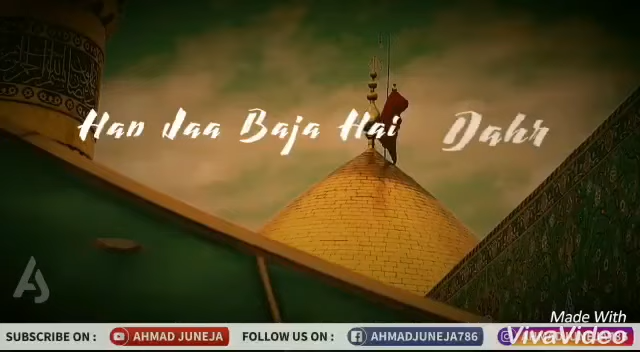 Han Jaa Baja Hai Dahr
Made With
VivaVideo
SUBSCRIBE ON : AHMAD JUNEJA FOLLOW US ON : AHMADJUNEJA786